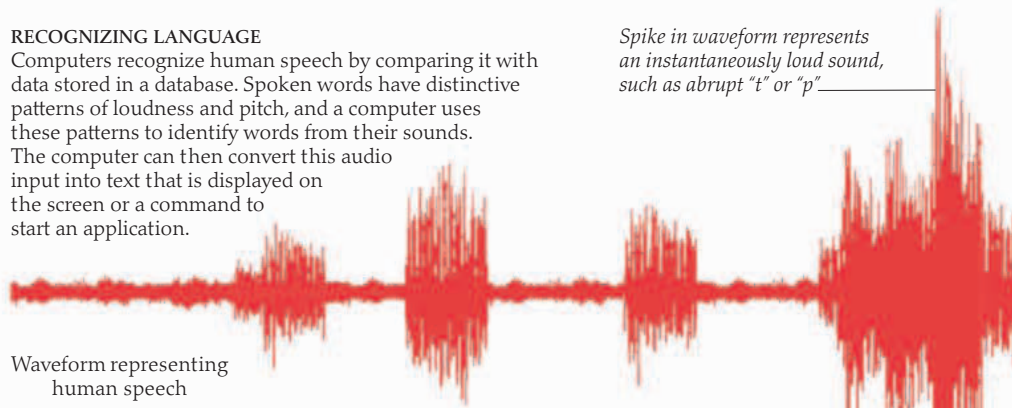 RECOGNIZING LANGUAGE
Computers recognize human speech by comparing it with
data stored in a database. Spoken words have distinctive
patterns of loudness and pitch, and a computer uses
these patterns to identify words from their sounds.
The computer can then convert this audio
input into text that is displayed on
the screen or a command to
start an application.
Spike in waveform represents
an instantaneously loud sound,
such as abrupt “t” or “p”
Waveform representing
human speech